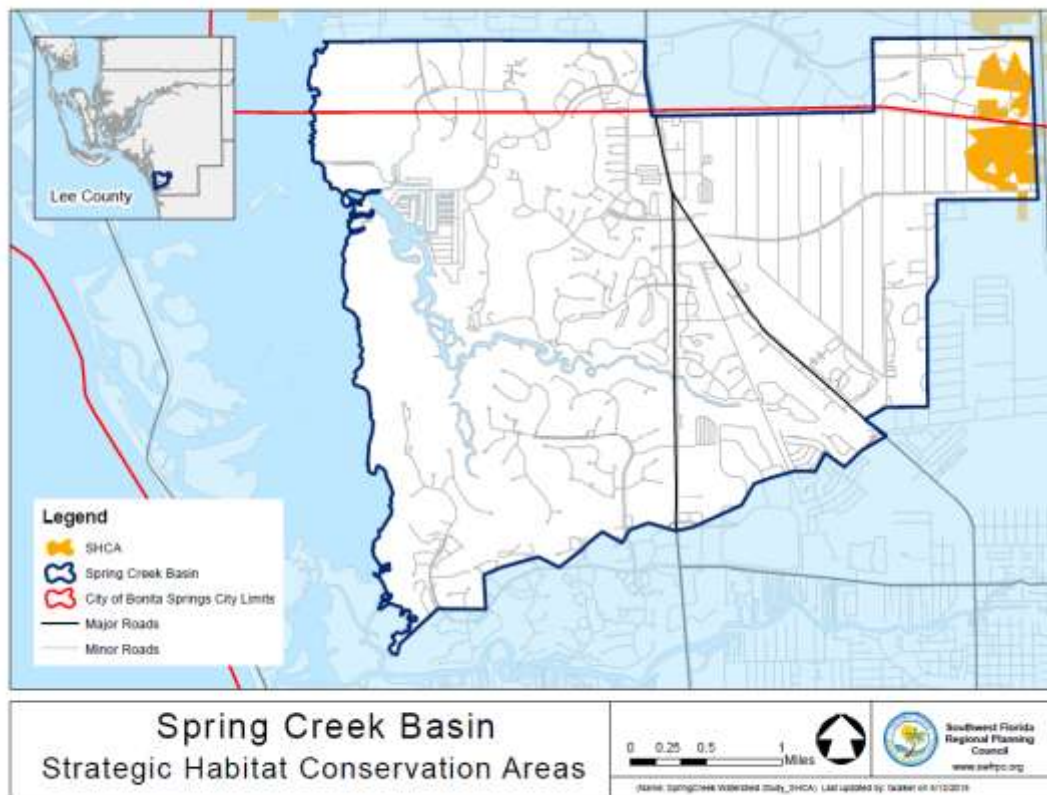 Lee County
Legend
SHCA
Spring Creek Basin
City of Bonita Springs City Limits
Major Roads
Minor Roads
Spring Creek Basin
Strategic Habitat Conservation Areas
0 0.25 0.5 1
Miles
Southwest Florida
Regional Planning
Council
www.swfrpc.org